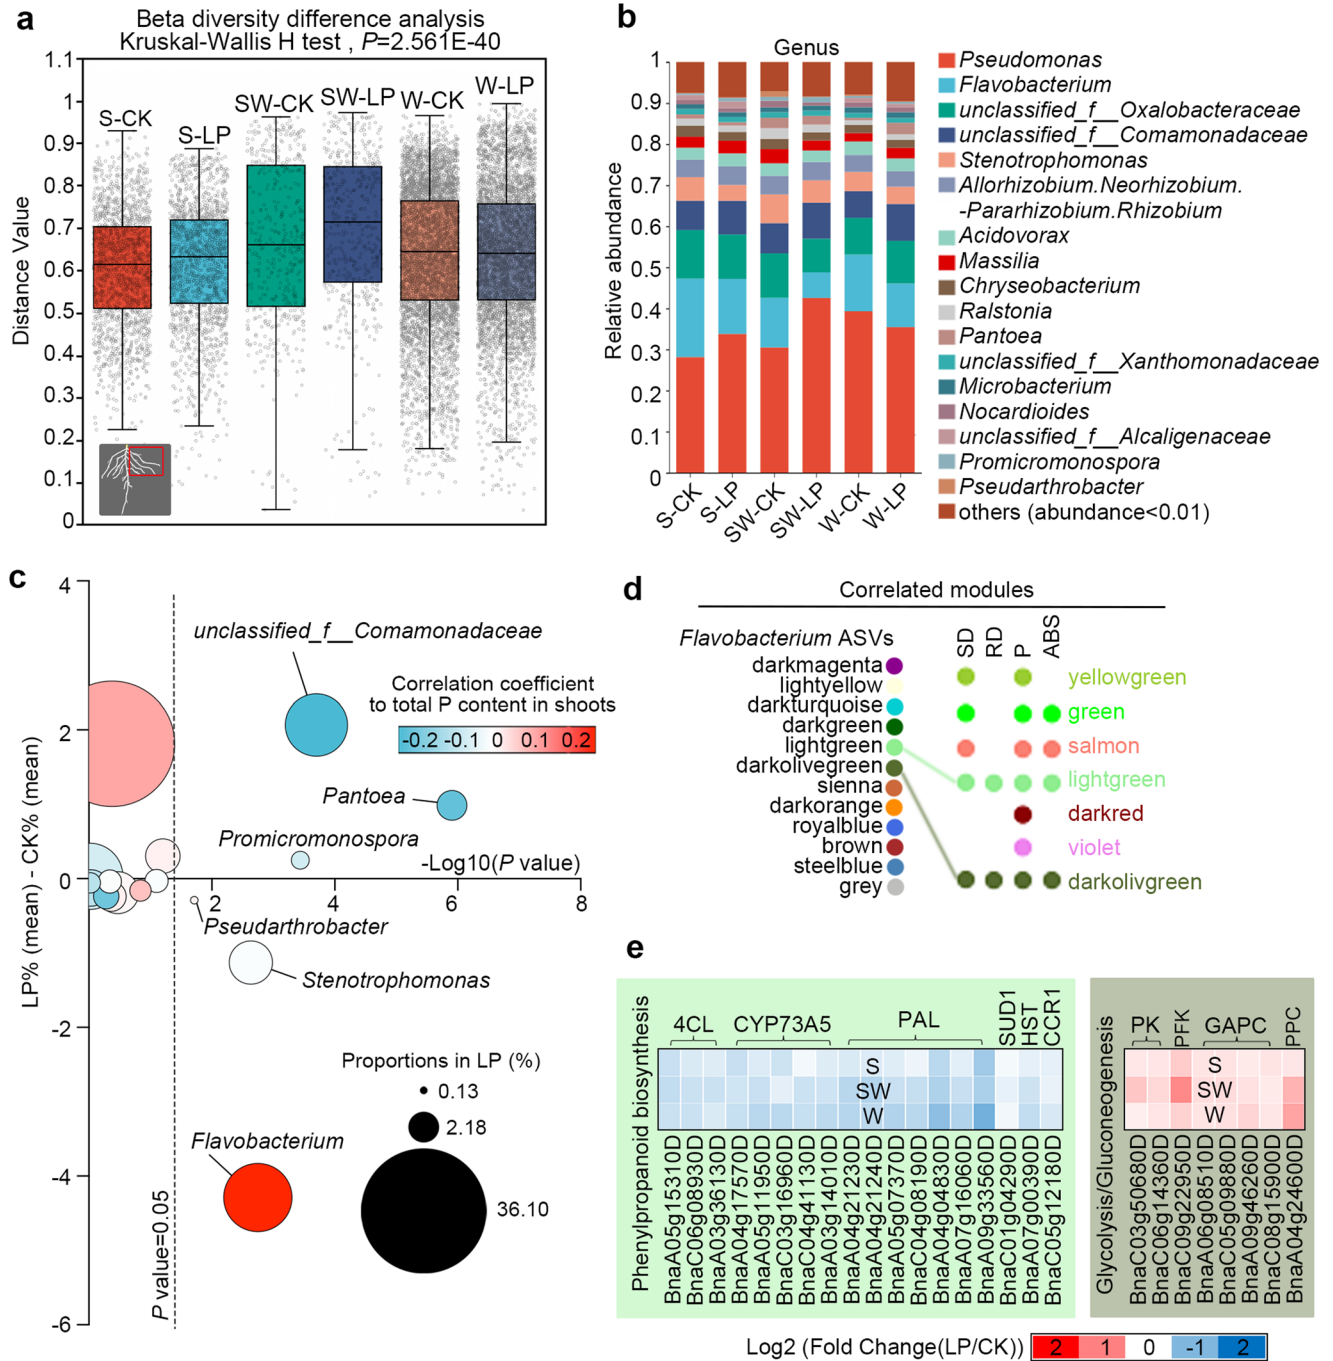 a
Beta diversity difference analysis
Kruskal-Wallis H test , P=2.561E-40
Distance Value
1.1
1
0.9
0.8
0.7
0.6
0.5
0.4
0.3
0.2
0.1
0
S-CK
S-LP
SW-CK
SW-LP
W-CK
W-LP
b
Genus
Relative abundance
1
0.9
0.8
0.7
0.6
0.5
0.4
0.3
0.2
0.1
0
S-CK
S-LP
SW-CK
SW-LP
W-CK
W-LP
Pseudomonas
Flavobacterium
unclassified_f__Oxalobacteraceae
unclassified_f__Comamonadaceae
Stenotrophomonas
Allorhizobium.Neorhizobium.
-Pararhizobium.Rhizobium
Acidovorax
Massilia
Chryseobacterium
Ralstonia
Pantoea
unclassified_f__Xanthomonadaceae
Microbacterium
Nocardioides
unclassified_f__Alcaligenaceae
Promicromonospora
Pseudarthrobacter
others (abundance<0.01)
c
LP% (mean) - CK% (mean)
4
2
0
-2
-4
-6
unclassified_f__Comamonadaceae
Correlation coefficient
to total P content in shoots
-0.2 -0.1 0 0.1 0.2
Pantoea
Promicromonospora
-Log10(P value)
2 4 6 8
Pseudarthrobacter
Stenotrophomonas
Proportions in LP (%)
0.13
2.18
36.10
Flavobacterium
P value=0.05
d
Correlated modules
Flavobacterium ASVs
SD
RD
P
ABS
darkmagenta
lightyellow
darkturquoise
darkgreen
lightgreen
darkolivegreen
sienna
darkorange
royalblue
brown
steelblue
grey
yellowgreen
green
salmon
lightgreen
darkred
violet
darkolivgreen
e
Phenylpropanoid biosynthesis
4CL
CYP73A5
PAL
SUD1
HST
CCR1
S
SW
W
BnaA05g15310D
BnaC06g08930D
BnaA03g36130D
BnaA04g17570D
BnaA05g11950D
BnaC03g16960D
BnaC04g41130D
BnaA03g14010D
BnaA04g21230D
BnaA04g21240D
BnaA05g07370D
BnaC04g08190D
BnaA04g04830D
BnaA07g16060D
BnaA09g33560D
BnaC01g04290D
BnaA07g00390D
BnaC05g12180D
Glycolysis/Gluconeogenesis
PK
PFK
GAPC
PPC
S
SW
W
BnaC03g50680D
BnaC06g14360D
BnaC09g22950D
BnaA06g08510D
BnaC05g09880D
BnaA09g46260D
BnaC08g15900D
BnaA04g24600D
Log2 (Fold Change(LP/CK))
2 1 0 -1 2